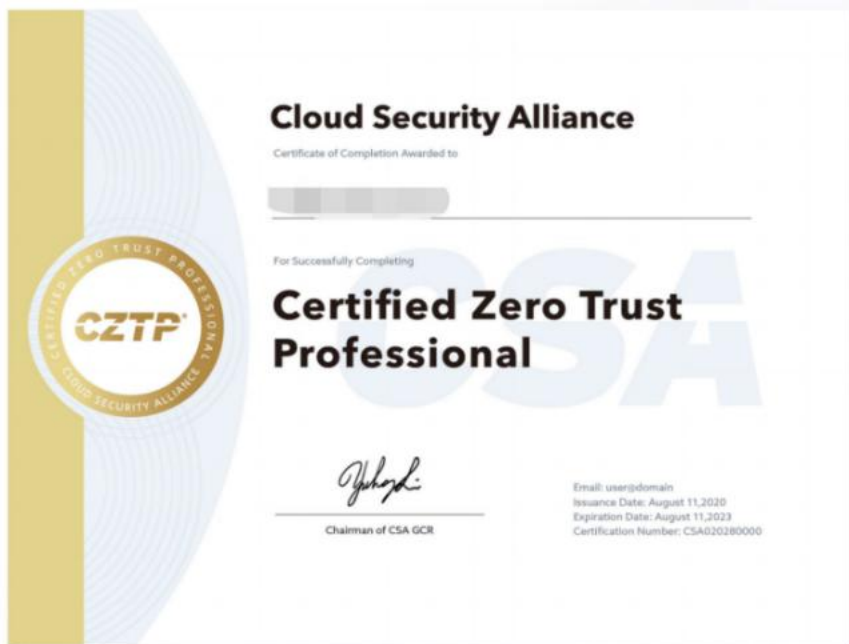 Cloud Security Alliance
Certificate of Completion Awarded to
For Successfully Completing
CSA
Certified Zero Trust
Professional
CERTIFIED ZERO TRUST PROFESSIONAL
CZTP®
CLOUD SECURITY ALLIANCE
Chairman of CSA GCR
Email: user@domain
Issuance Date: August 11,2020
Expiration Date: August 11,2023
Certification Number: CSA020280000